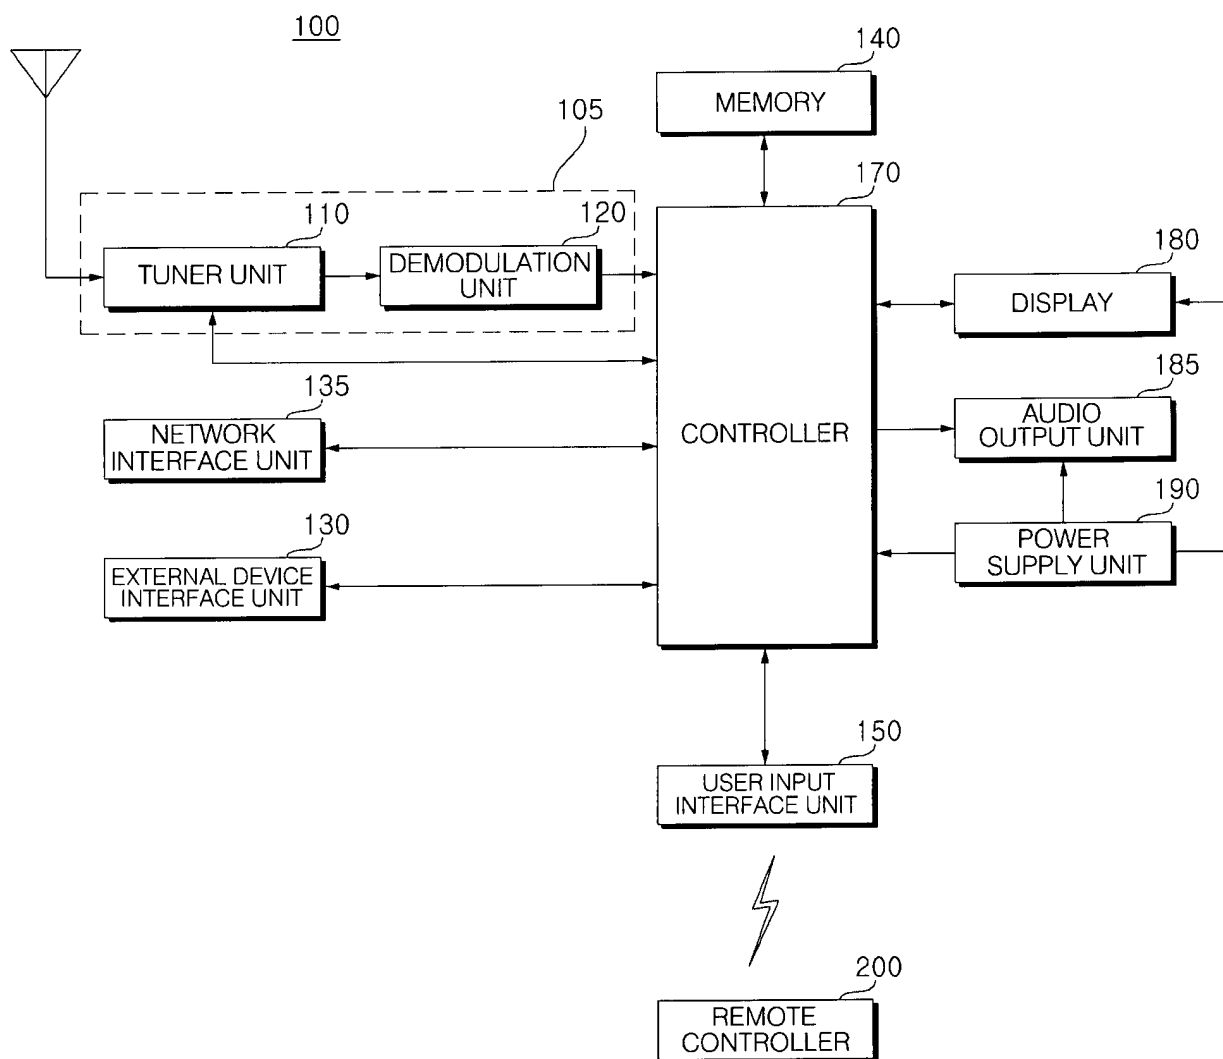 100
140
MEMORY
105
170
110
120
TUNER UNIT
DEMODULATION
UNIT
180
DISPLAY
135
NETWORK
INTERFACE UNIT
CONTROLLER
185
AUDIO
OUTPUT UNIT
130
EXTERNAL DEVICE
INTERFACE UNIT
190
POWER
SUPPLY UNIT
150
USER INPUT
INTERFACE UNIT
200
REMOTE
CONTROLLER